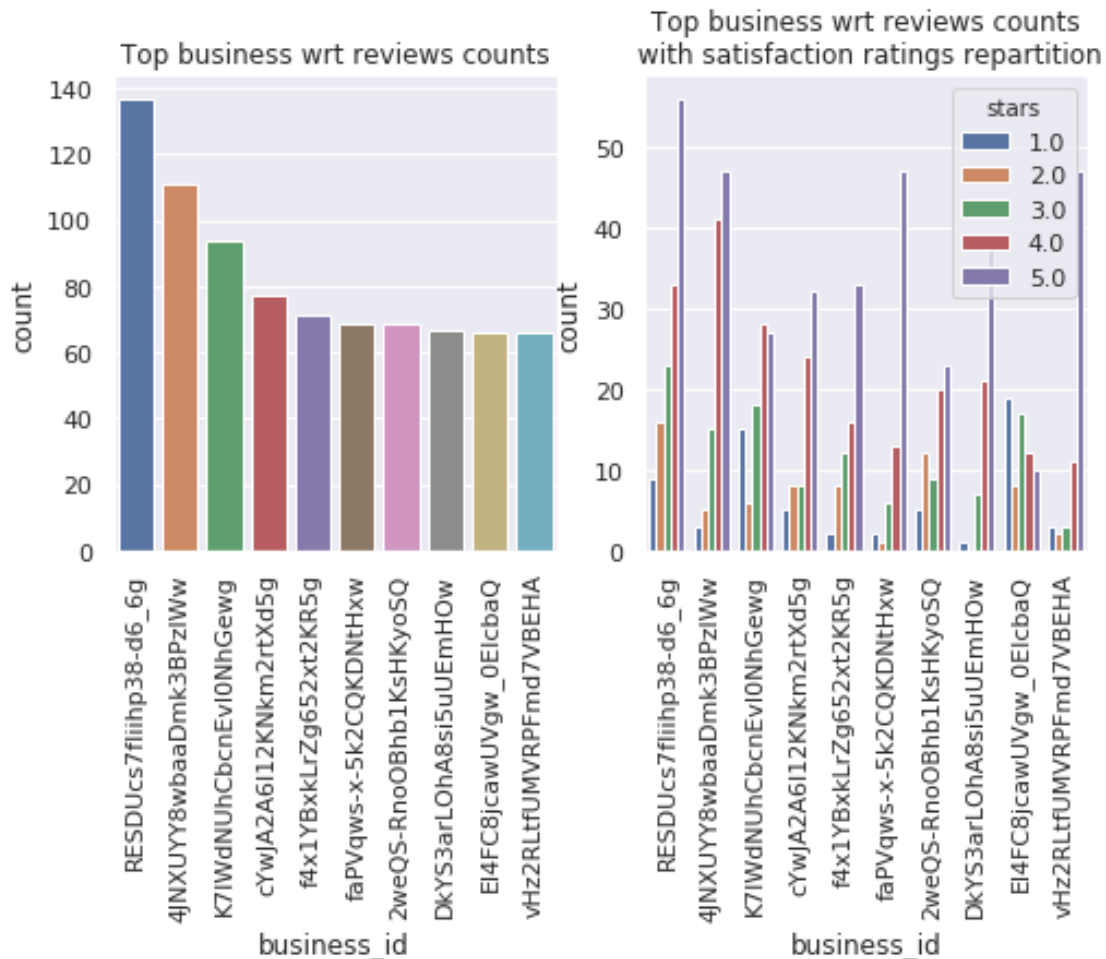 Top business wrt reviews counts
140
120
100
80
60
40
20
0
count
RESDUcs7fIiihp38-d6_6g
4JNXUYY8wbaaDmk3BPzlWw
K7lWdNUhCbcnEvI0NhGewg
cYwJA2A6I12KNkm2rtXd5g
f4x1YBxkLrZg652xt2KR5g
faPVqws-x-5k2CQKDNtHxw
2weQS-RnoOBhb1KsHKyoSQ
DkYS3arLOhA8si5uUEmHOw
El4FC8jcawUVgw_0EIcbaQ
vHz2RLtfUMVRPFmd7VBEHA
business_id
Top business wrt reviews counts
with satisfaction ratings repartition
50
40
30
20
10
0
count
stars
1.0
2.0
3.0
4.0
5.0
RESDUcs7fIiihp38-d6_6g
4JNXUYY8wbaaDmk3BPzlWw
K7lWdNUhCbcnEvI0NhGewg
cYwJA2A6I12KNkm2rtXd5g
f4x1YBxkLrZg652xt2KR5g
faPVqws-x-5k2CQKDNtHxw
2weQS-RnoOBhb1KsHKyoSQ
DkYS3arLOhA8si5uUEmHOw
El4FC8jcawUVgw_0EIcbaQ
vHz2RLtfUMVRPFmd7VBEHA
business_id